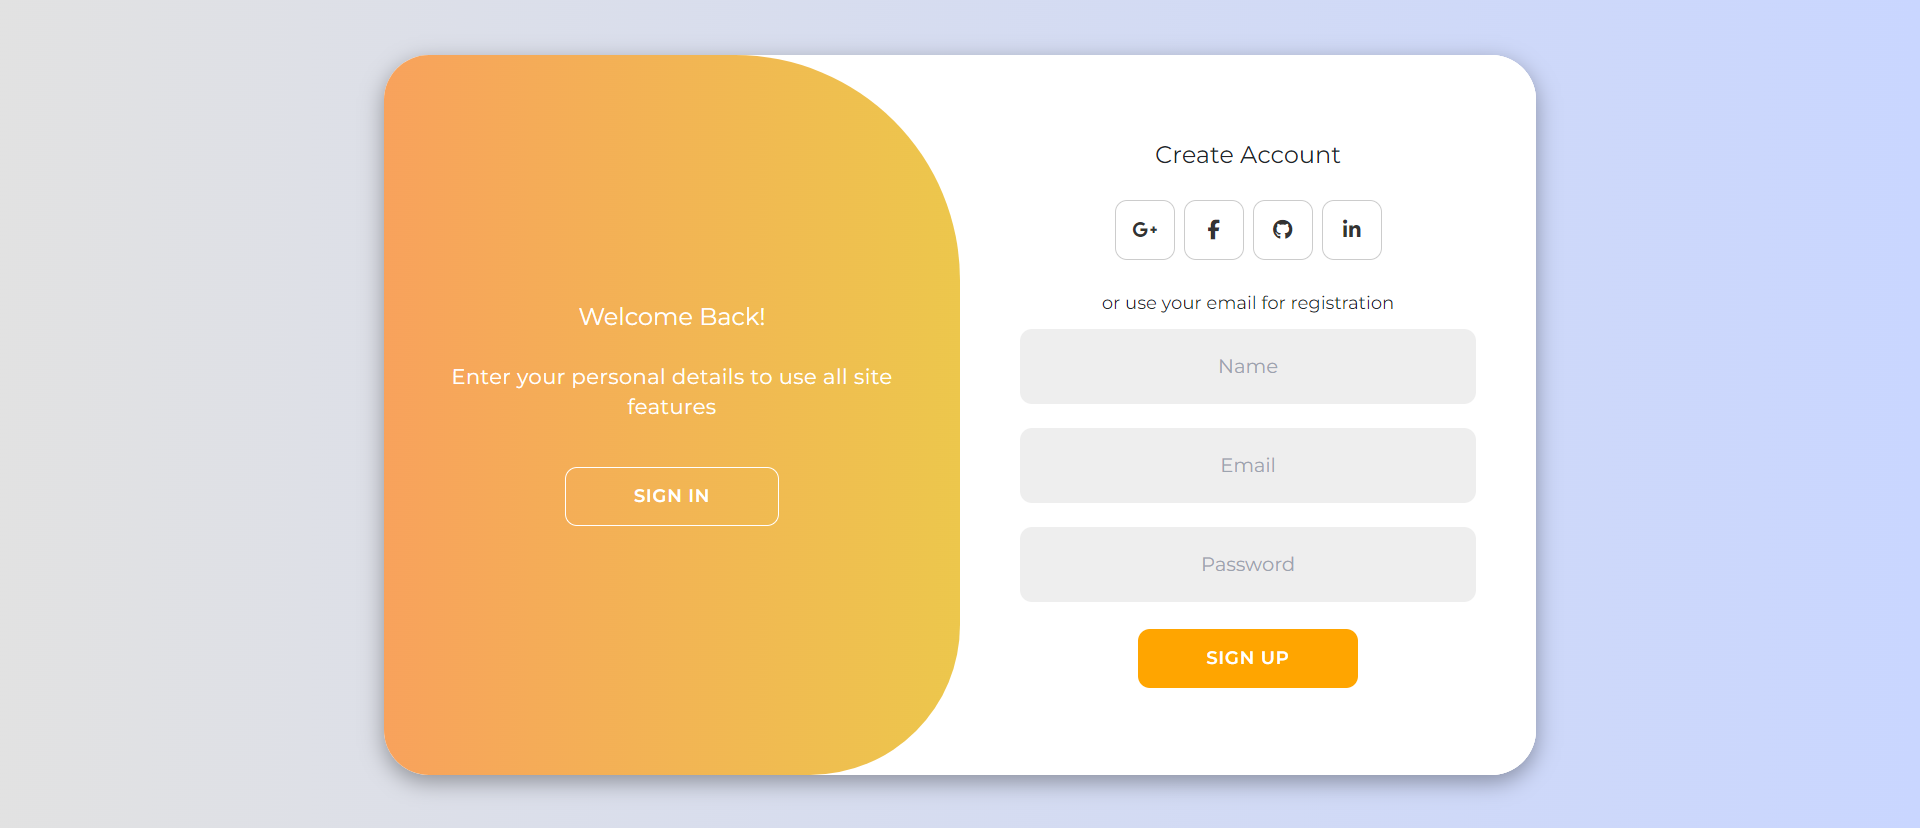 Welcome Back!
Enter your personal details to use all site
features
SIGN IN
Create Account
G+
f
in
or use your email for registration
Name
Email
Password
SIGN UP